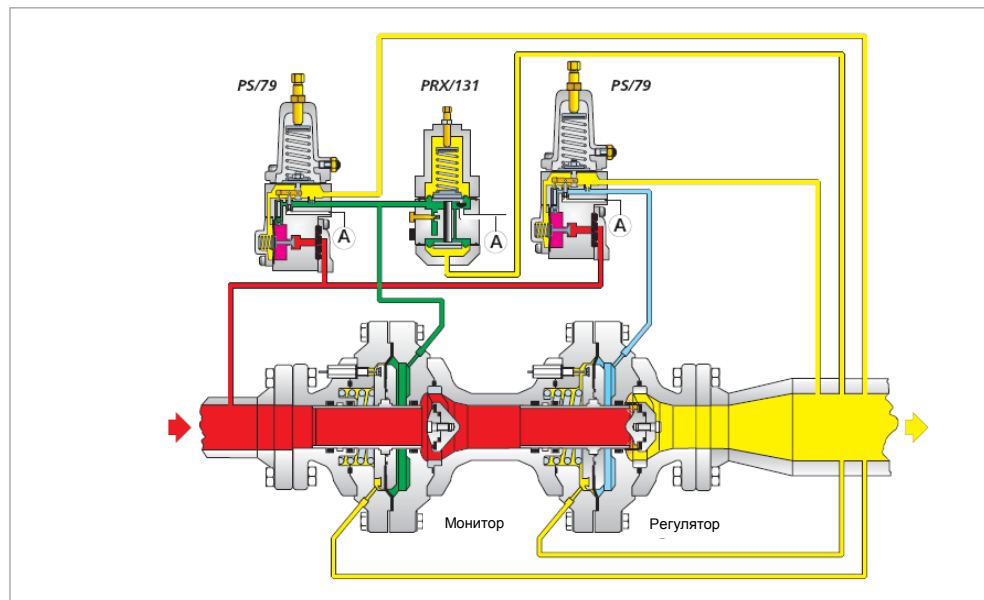 PS/79
PRX/131
PS/79
A
A
A
Монитор
Регулятор